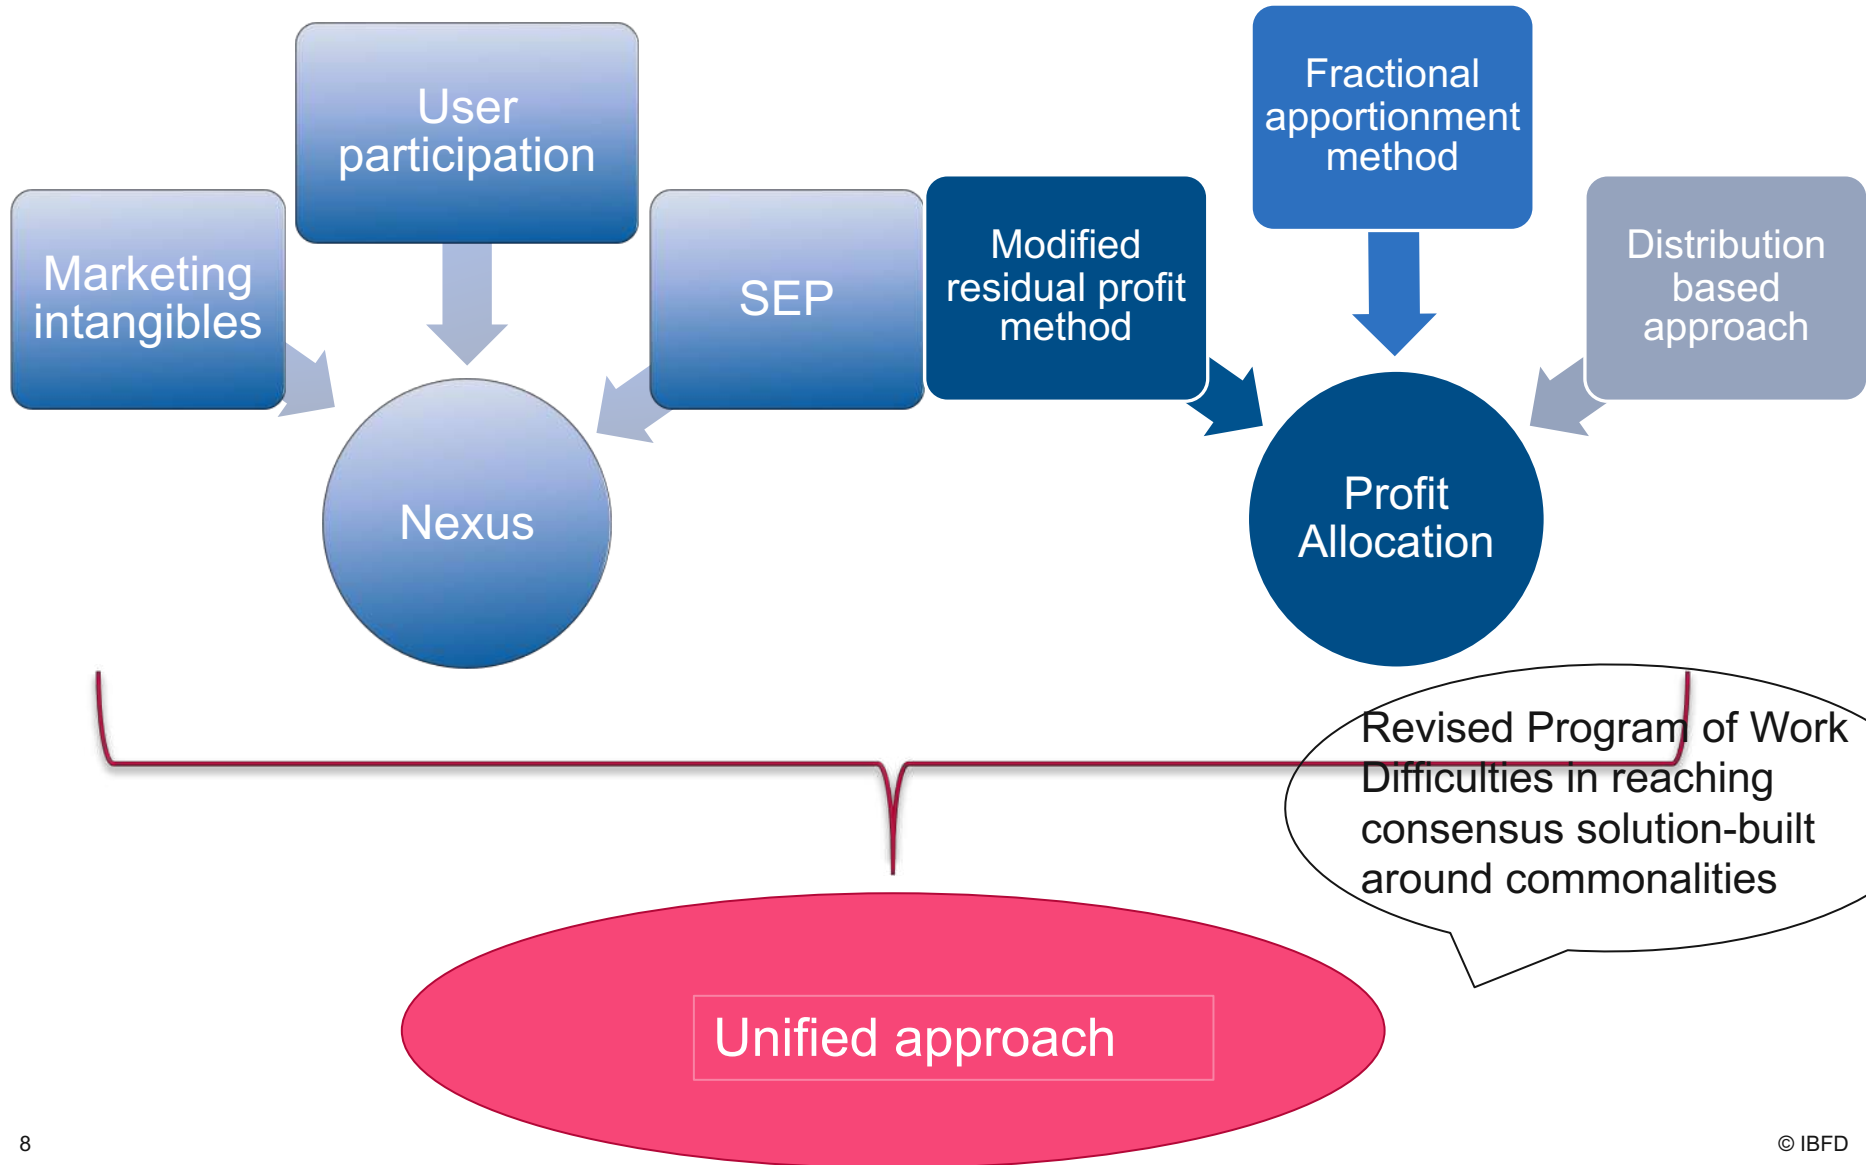 User
participation
Marketing
intangibles
SEP
Nexus
Fractional
apportionment
method
Modified
residual profit
method
Distribution
based
approach
Profit
Allocation
Revised Program of Work
Difficulties in reaching
consensus solution-built
around commonalities
Unified approach
8
© IBFD